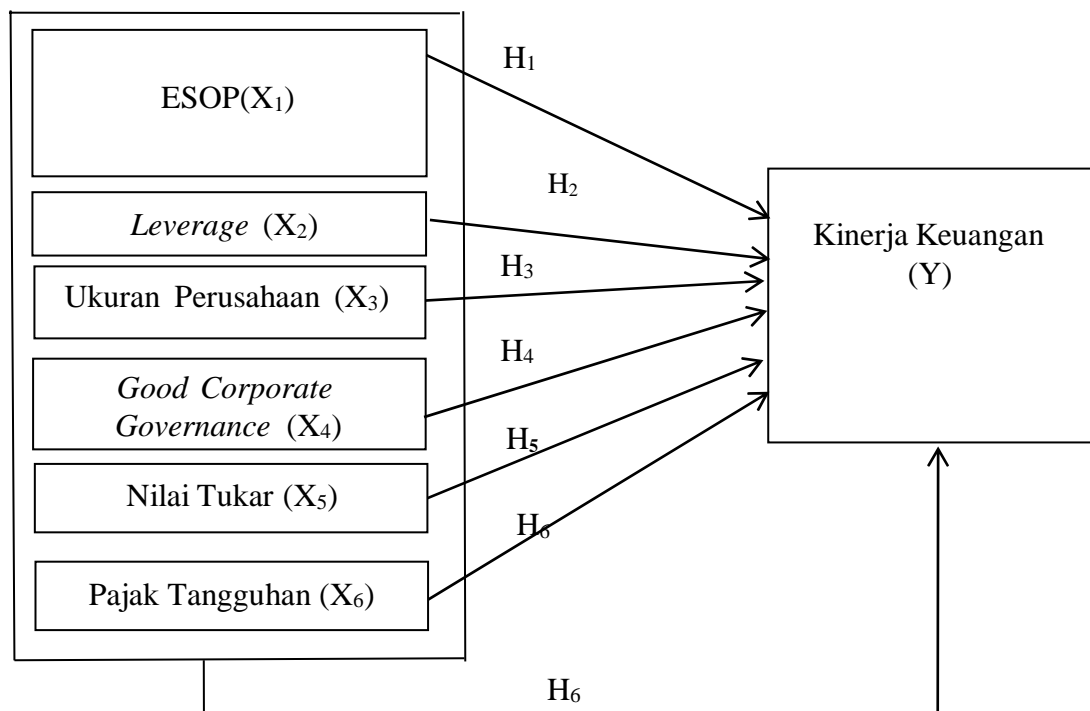 H₁
ESOP(X₁)
H₂
Leverage (X₂)
Kinerja Keuangan
(Y)
H₃
Ukuran Perusahaan (X₃)
H₄
Good Corporate
Governance (X₄)
H₅
Nilai Tukar (X₅)
H₆
Pajak Tangguhan (X₆)
H₆